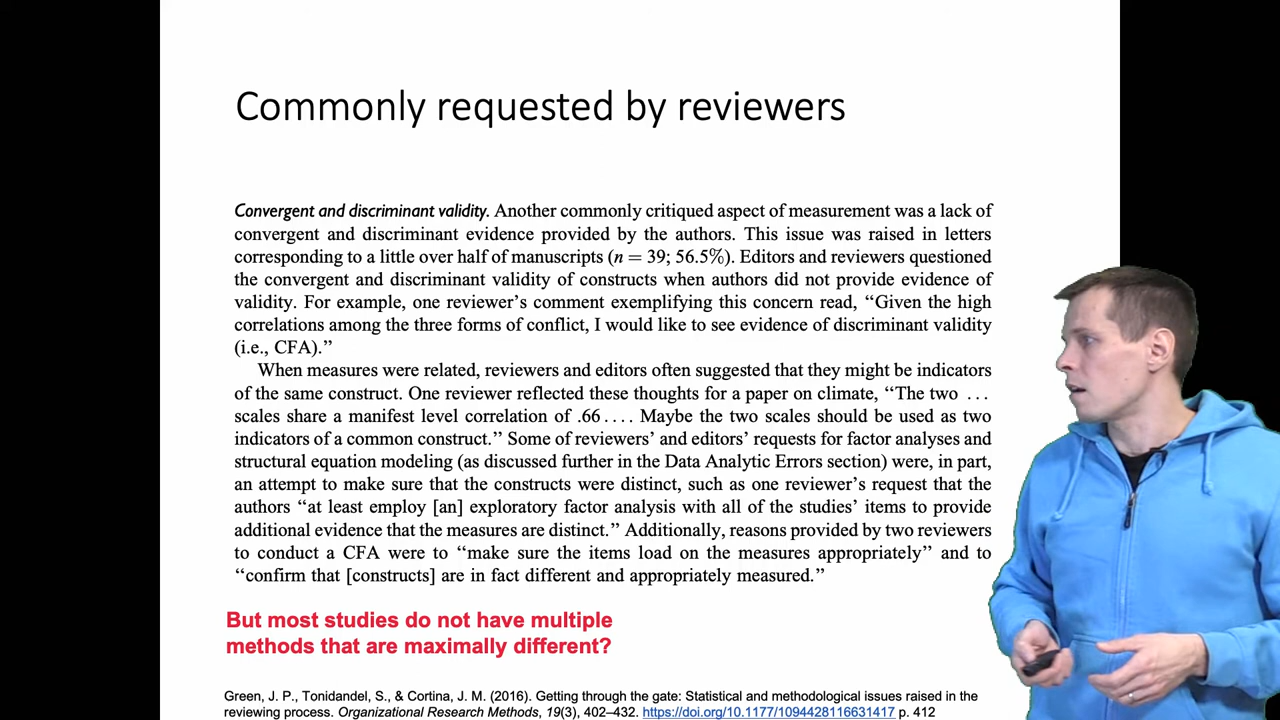 Commonly requested by reviewers
Convergent and discriminant validity. Another commonly critiqued aspect of measurement was a lack of
convergent and discriminant evidence provided by the authors. This issue was raised in letters
corresponding to a little over half of manuscripts (n = 39; 56.5%). Editors and reviewers questioned
the convergent and discriminant validity of constructs when authors did not provide evidence of
validity. For example, one reviewer’s comment exemplifying this concern read, ‘‘Given the high
correlations among the three forms of conflict, I would like to see evidence of discriminant validity
(i.e., CFA).’’
When measures were related, reviewers and editors often suggested that they might be indicators
of the same construct. One reviewer reflected these thoughts for a paper on climate, ‘‘The two ...
scales share a manifest level correlation of .66.... Maybe the two scales should be used as two
indicators of a common construct.’’ Some of reviewers’ and editors’ requests for factor analyses and
structural equation modeling (as discussed further in the Data Analytic Errors section) were, in part,
an attempt to make sure that the constructs were distinct, such as one reviewer’s request that the
authors ‘‘at least employ [an] exploratory factor analysis with all of the studies’ items to provide
additional evidence that the measures are distinct.’’ Additionally, reasons provided by two reviewers
to conduct a CFA were to ‘‘make sure the items load on the measures appropriately’’ and to
‘‘confirm that [constructs] are in fact different and appropriately measured.’’
But most studies do not have multiple
methods that are maximally different?
Green, J. P., Tonidandel, S., & Cortina, J. M. (2016). Getting through the gate: Statistical and methodological issues raised in the
reviewing process. Organizational Research Methods, 19(3), 402–432. https://doi.org/10.1177/1094428116631417 p. 412